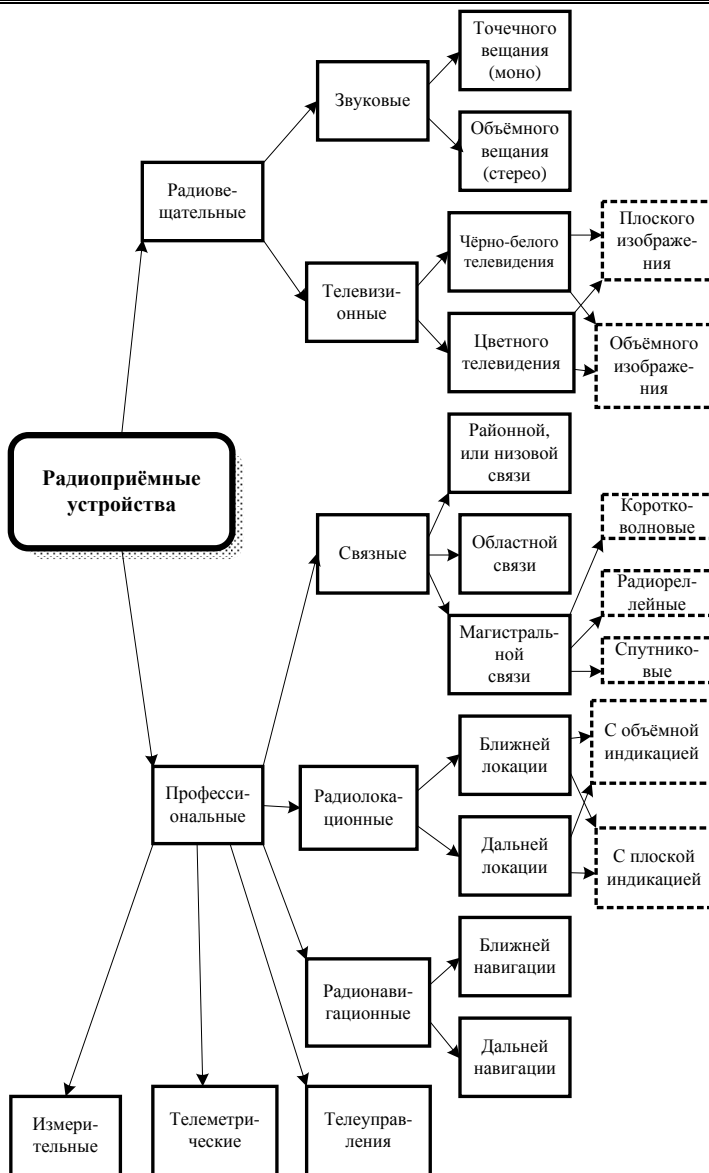 Точечного
вещания
(моно)
Звуковые
Объёмного
вещания
(стерео)
Радиове-
щательные
Чёрно-белого
телевидения
Плоского
изображе-
ния
Телевизи-
онные
Цветного
телевидения
Объёмного
изображе-
ния
Радиоприёмные
устройства
Районной,
или низовой
связи
Связные
Областной
связи
Магистраль-
ной
связи
Коротко-
волновые
Радиорел-
лейные
Спутнико-
вые
Професси-
ональные
Радиолока-
ционные
Ближней
локации
С объёмной
индикацией
Дальней
локации
С плоской
индикацией
Радионави-
гационные
Ближней
навигации
Дальней
навигации
Измери-
тельные
Телеметри-
ческие
Телеуправ-
ления